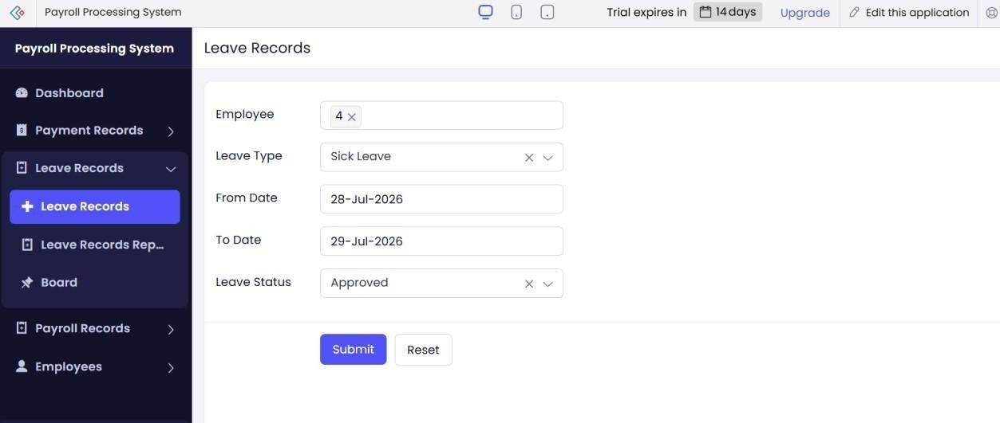 Payroll Processing System
Trial expires in 14 days Upgrade Edit this application
Payroll Processing System
Leave Records
Dashboard
Payment Records
Leave Records
Leave Records
Leave Records Rep...
Board
Payroll Records
Employees
Employee 4
Leave Type Sick Leave
From Date 28-Jul-2026
To Date 29-Jul-2026
Leave Status Approved
Submit Reset